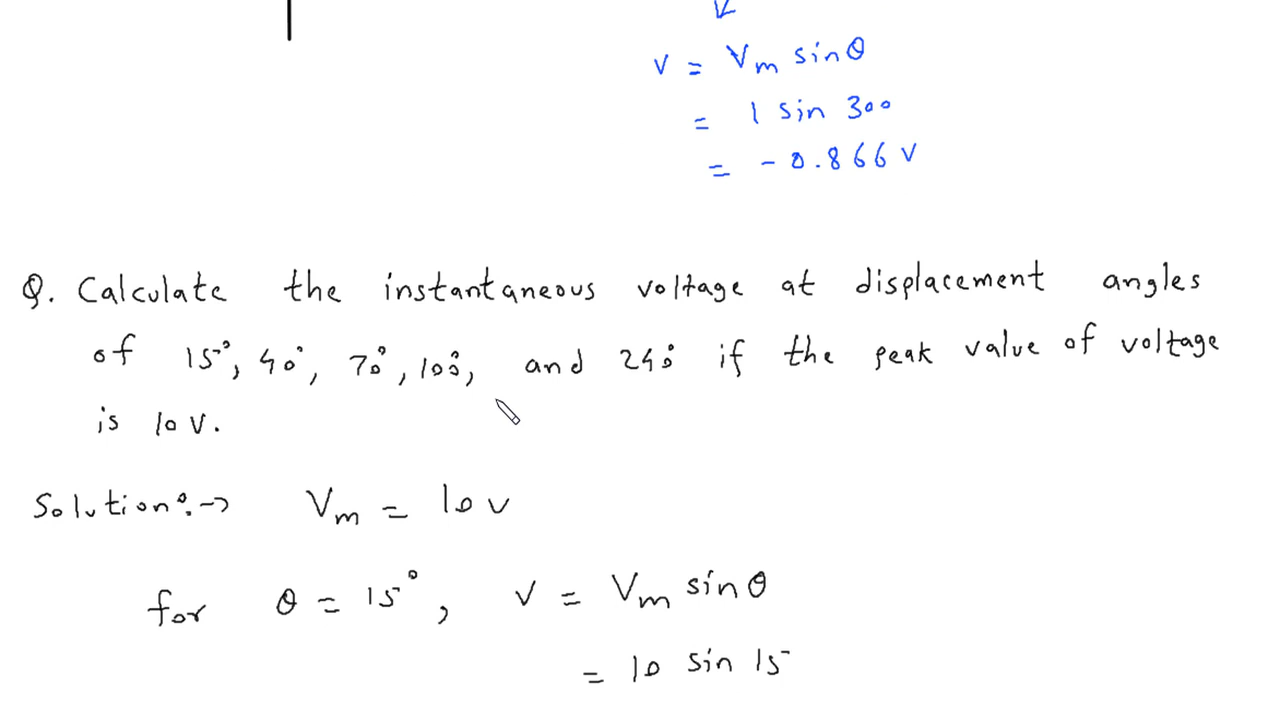 v = Vm sinθ
= 1 sin 300
= - 0.866 V
Q. Calculate the instantaneous voltage at displacement angles
of 15°, 40°, 70°, 100°, and 240° if the peak value of voltage
is 10 V.
Solution:→ Vm = 10 V
for θ = 15°, v = Vm sinθ
= 10 sin 15